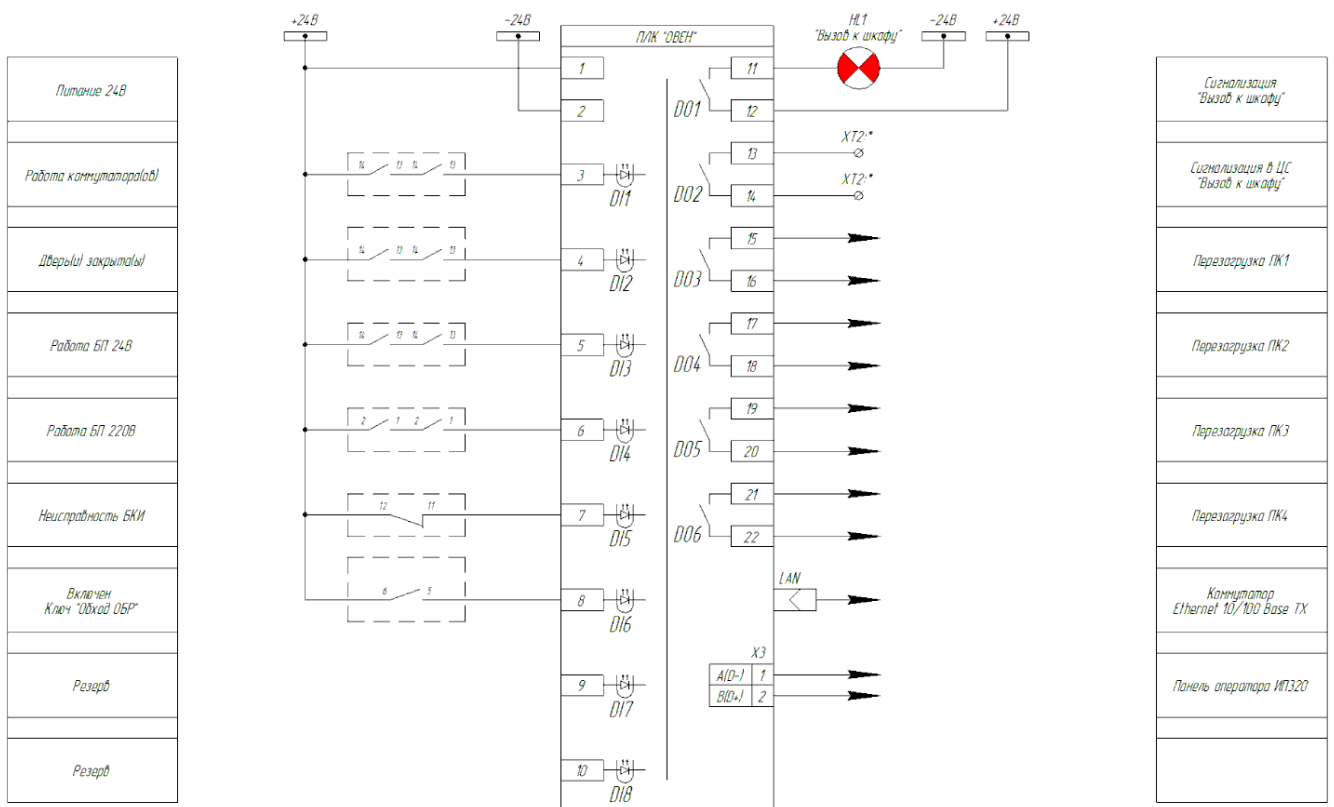 +24В
-24В
ПЛК "ОВЕН"
HL1
"Вызов к шкафу"
-24В
+24В
Питание 24В
1
2
11
12
DO1
Сигнализация
"Вызов к шкафу"
Работа коммутатора(ов)
14 13 14 13
3
DI1
13
14
DO2
XT2:*
XT2:*
Сигнализация в ЦС
"Вызов к шкафу"
Дверь(и) закрыта(ы)
14 13 14 13
4
DI2
15
16
DO3
Перезагрузка ПК1
Работа БП 24В
14 13 14 13
5
DI3
17
18
DO4
Перезагрузка ПК2
Работа БП 220В
2 1 2 1
6
DI4
19
20
DO5
Перезагрузка ПК3
Неисправность БКИ
12 11
7
DI5
21
22
DO6
Перезагрузка ПК4
Включен
Ключ "Обход ОБР"
6 5
8
DI6
LAN
Коммутатор
Ethernet 10/100 Base TX
Резерв
9
DI7
X3
A(D-) 1
B(D+) 2
Панель оператора ИП320
Резерв
10
DI8